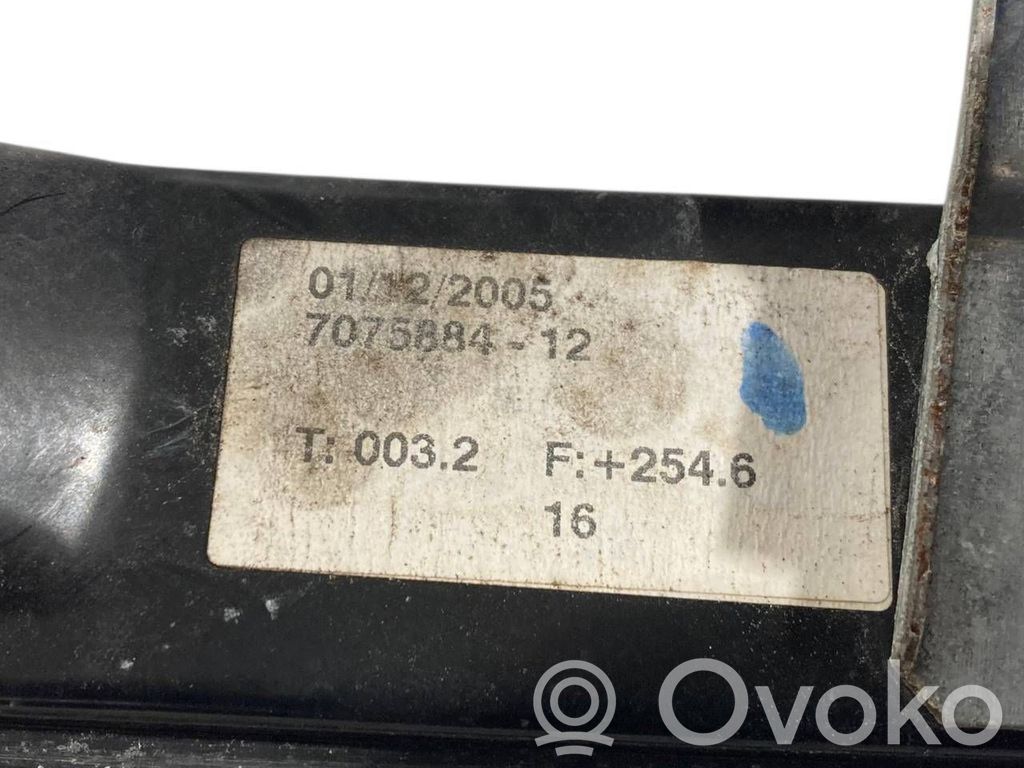 01/12/2005
7075884-12
T: 003.2 F: +254.6
16
Ovoko